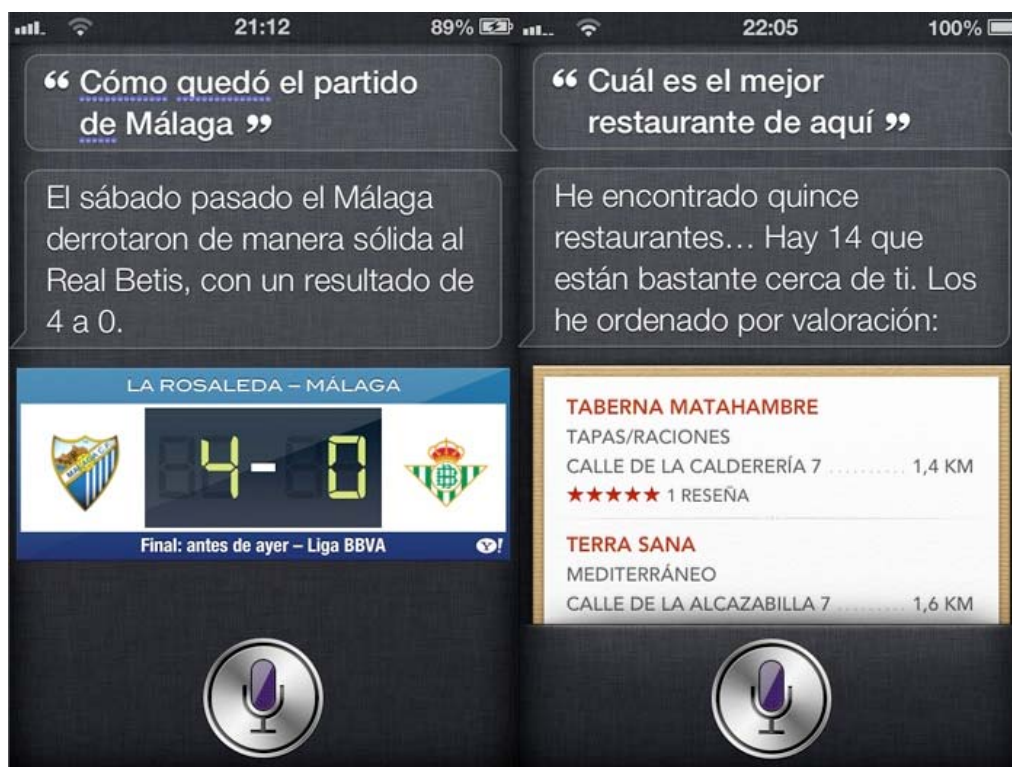 21:12
89%
“ Cómo quedó el partido
de Málaga ”
El sábado pasado el Málaga
derrotaron de manera sólida al
Real Betis, con un resultado de
4 a 0.
LA ROSALEDA – MÁLAGA
4 - 0
Final: antes de ayer – Liga BBVA
Y!
22:05
100%
“ Cuál es el mejor
restaurante de aquí ”
He encontrado quince
restaurantes... Hay 14 que
están bastante cerca de ti. Los
he ordenado por valoración:
TABERNA MATAHAMBRE
TAPAS/RACIONES
CALLE DE LA CALDERERÍA 7 .......... 1,4 KM
★★★★★ 1 RESEÑA
TERRA SANA
MEDITERRÁNEO
CALLE DE LA ALCAZABILLA 7 ......... 1,6 KM